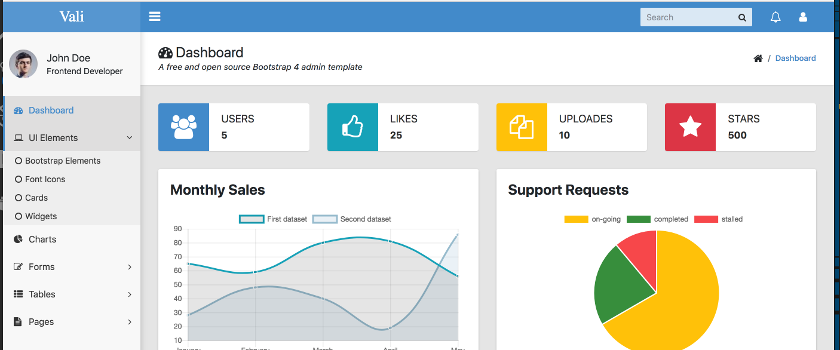 Vali
Search
John Doe
Frontend Developer
Dashboard
A free and open source Bootstrap 4 admin template
/ Dashboard
Dashboard
UI Elements
Bootstrap Elements
Font Icons
Cards
Widgets
Charts
Forms
Tables
Pages
USERS
5
LIKES
25
UPLOADES
10
STARS
500
Monthly Sales
First dataset Second dataset
90
80
70
60
50
40
30
20
10
January February March April May
Support Requests
on-going completed stalled